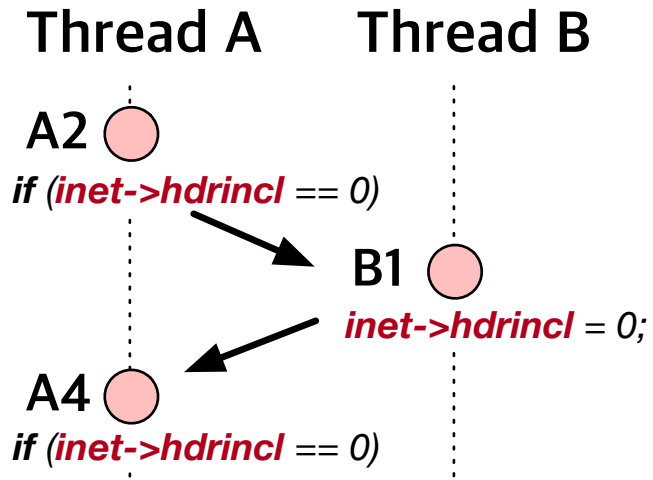 Thread A Thread B
A2
if (inet->hdrincl == 0)
B1
inet->hdrincl = 0;
A4
if (inet->hdrincl == 0)